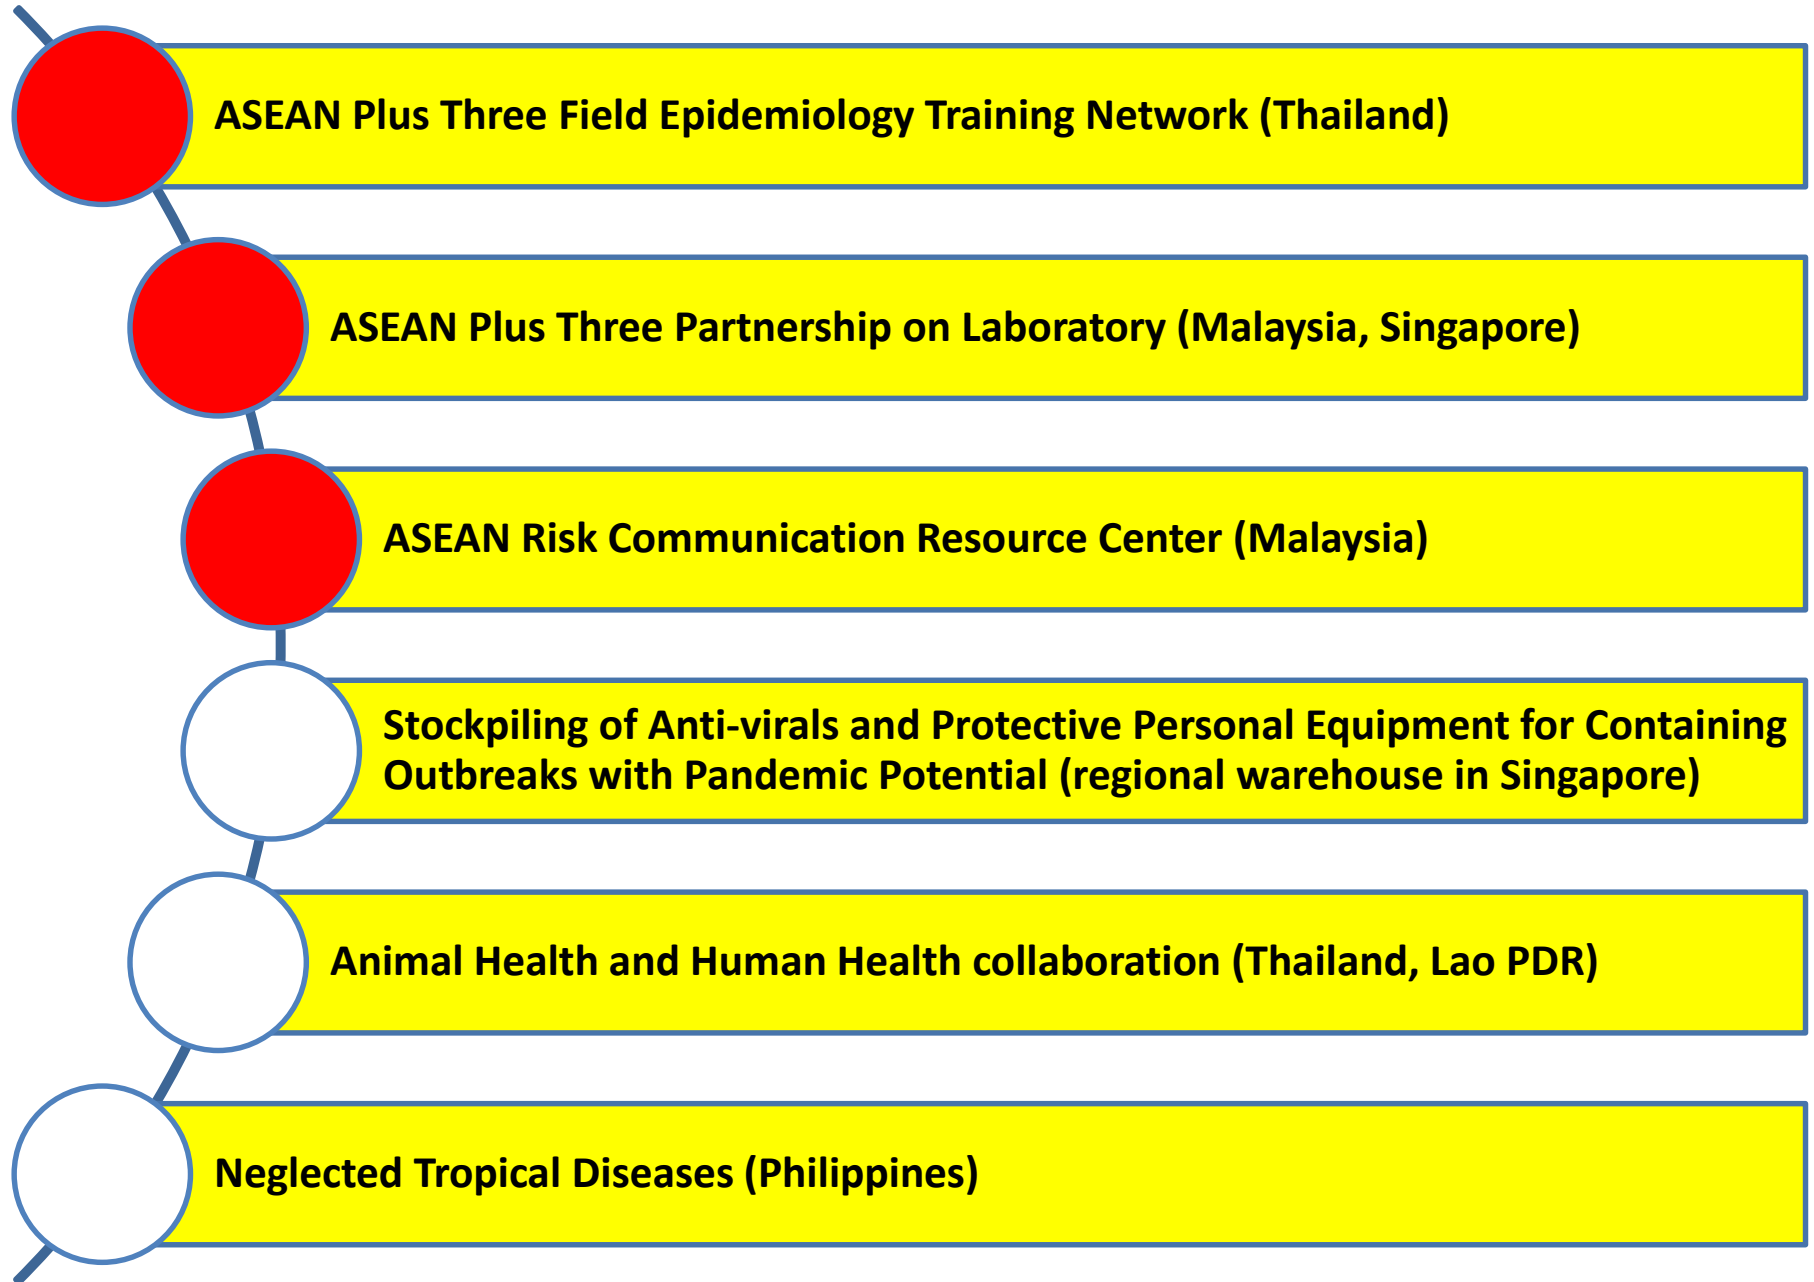 ASEAN Plus Three Field Epidemiology Training Network (Thailand)
ASEAN Plus Three Partnership on Laboratory (Malaysia, Singapore)
ASEAN Risk Communication Resource Center (Malaysia)
Stockpiling of Anti-virals and Protective Personal Equipment for Containing
Outbreaks with Pandemic Potential (regional warehouse in Singapore)
Animal Health and Human Health collaboration (Thailand, Lao PDR)
Neglected Tropical Diseases (Philippines)